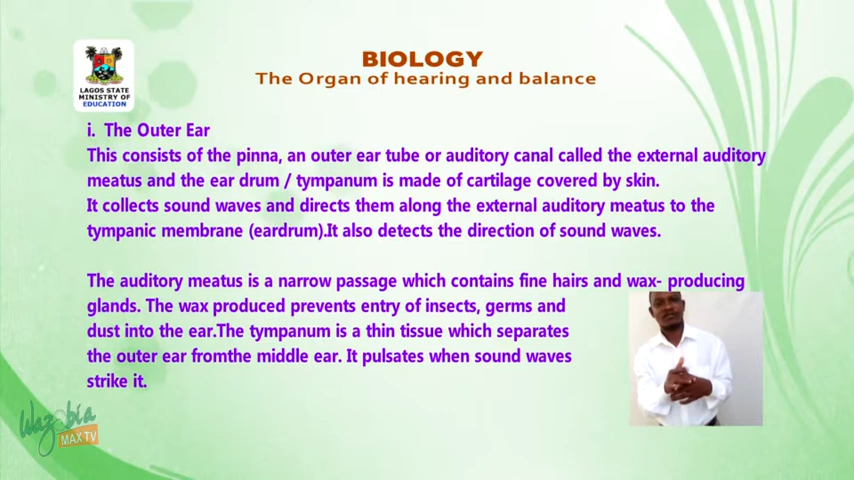 BIOLOGY
The Organ of hearing and balance
LAGOS STATE
MINISTRY OF
EDUCATION
i. The Outer Ear
This consists of the pinna, an outer ear tube or auditory canal called the external auditory
meatus and the ear drum / tympanum is made of cartilage covered by skin.
It collects sound waves and directs them along the external auditory meatus to the
tympanic membrane (eardrum).It also detects the direction of sound waves.
The auditory meatus is a narrow passage which contains fine hairs and wax- producing
glands. The wax produced prevents entry of insects, germs and
dust into the ear.The tympanum is a thin tissue which separates
the outer ear fromthe middle ear. It pulsates when sound waves
strike it.
Wazobia
MAX TV